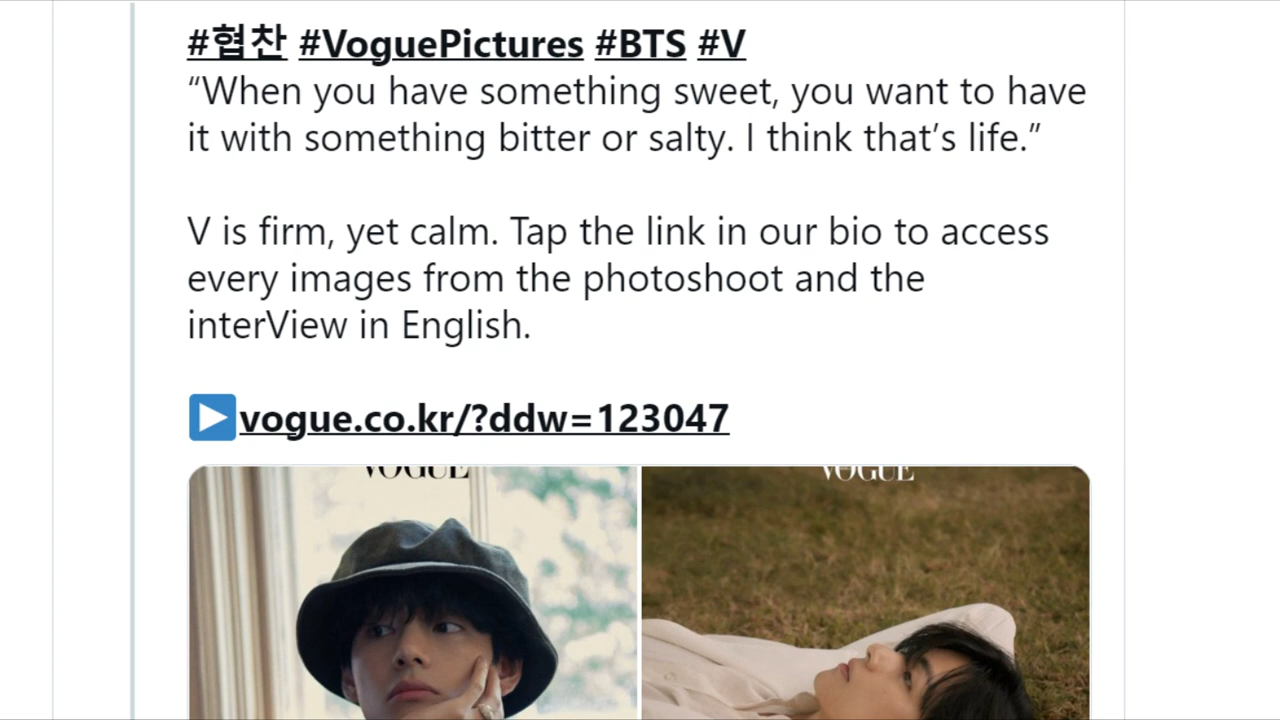 #협찬 #VoguePictures #BTS #V
“When you have something sweet, you want to have
it with something bitter or salty. I think that’s life.”
V is firm, yet calm. Tap the link in our bio to access
every images from the photoshoot and the
interView in English.
vogue.co.kr/?ddw=123047
VOGUE
VOGUE